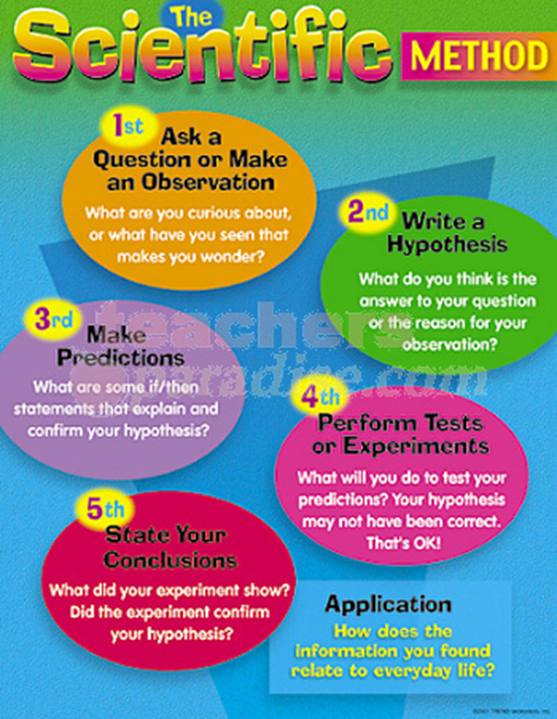 The
Scientific METHOD
1st
Ask a
Question or Make
an Observation
What are you curious about,
or what have you seen that
makes you wonder?
2nd
Write a
Hypothesis
What do you think is the
answer to your question
or the reason for your
observation?
3rd
Make
Predictions
What are some if/then
statements that explain and
confirm your hypothesis?
teachers
paradise.com
4th
Perform Tests
or Experiments
What will you do to test your
predictions? Your hypothesis
may not have been correct.
That's OK!
5th
State Your
Conclusions
What did your experiment show?
Did the experiment confirm
your hypothesis?
Application
How does the
information you found
relate to everyday life?